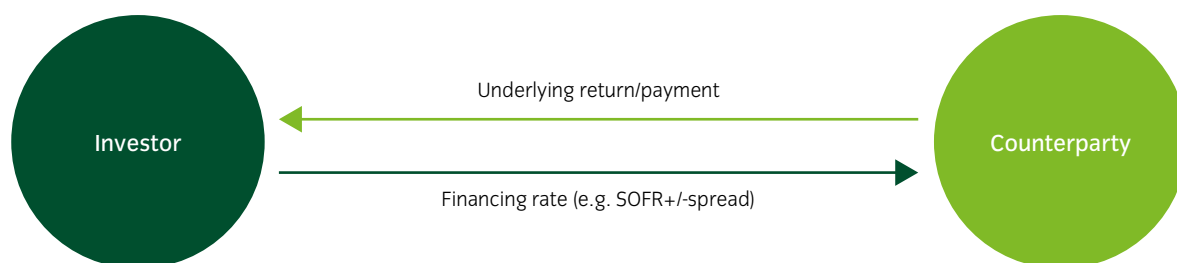 Underlying return/payment
Investor
Counterparty
Financing rate (e.g. SOFR+/-spread)